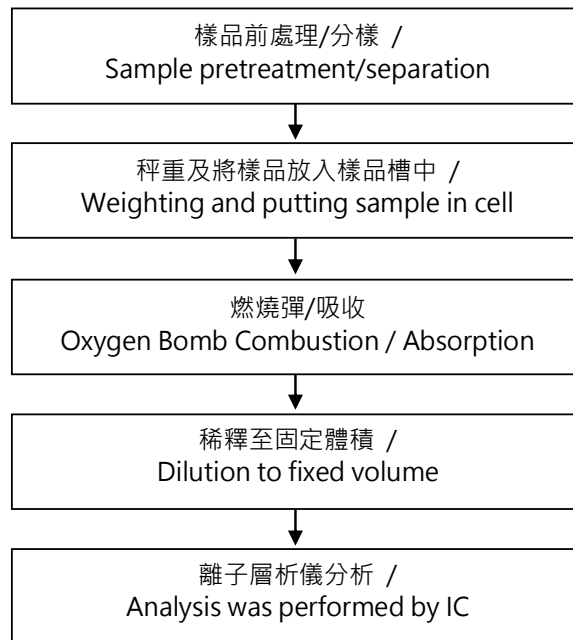 樣品前處理/分樣 /
Sample pretreatment/separation
秤重及將樣品放入樣品槽中 /
Weighting and putting sample in cell
燃燒彈/吸收
Oxygen Bomb Combustion / Absorption
稀釋至固定體積 /
Dilution to fixed volume
離子層析儀分析 /
Analysis was performed by IC